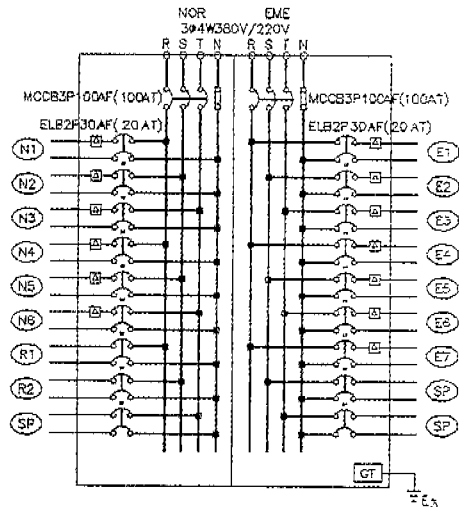 NOR EME
3Φ4W380V/220V
R S T N R S T N
MCCB3P100AF(100AT) MCCB3P100AF(100AT)
ELB2P30AF(20AT) ELB2P30AF(20AT)
N1 E1
N2 E2
N3 E3
N4 E4
N5 E5
N6 E6
R1 E7
R2 SP
SP SP
GT
E3